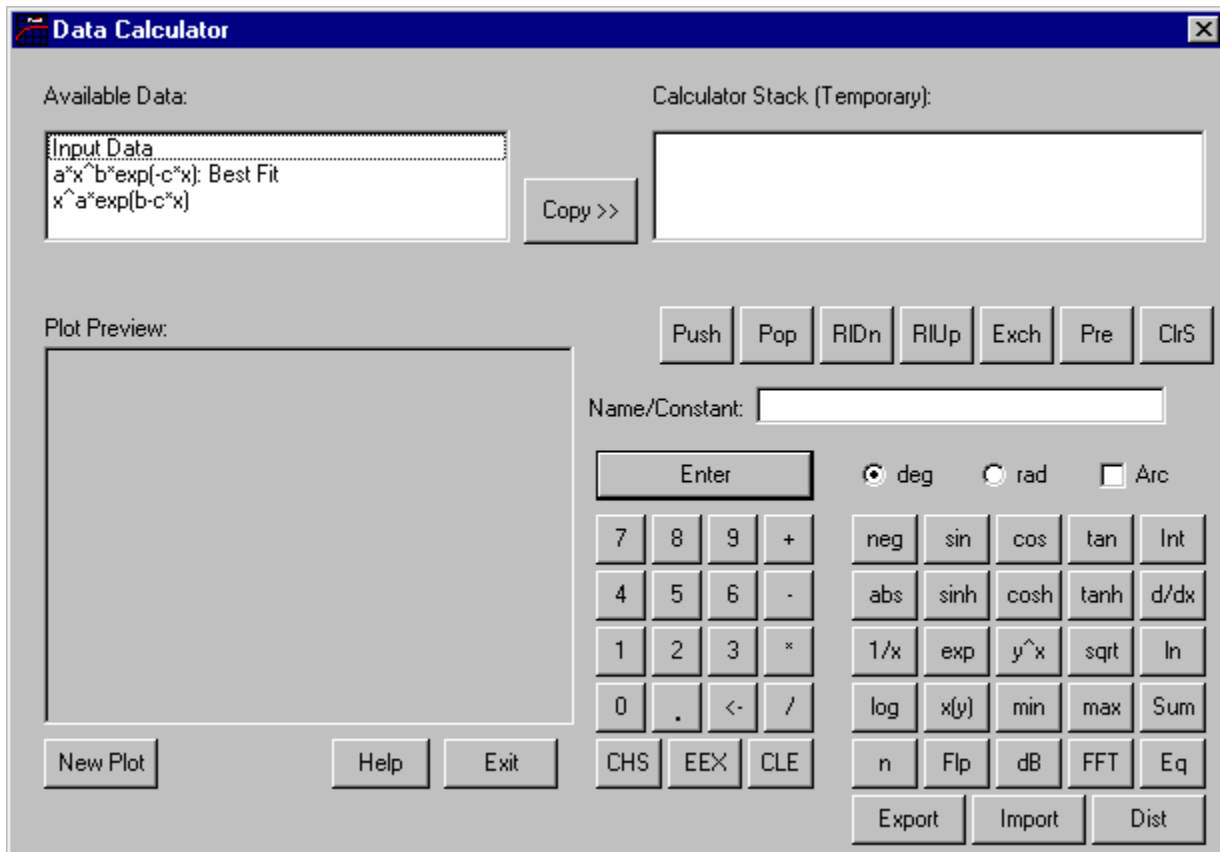 Data Calculator
Available Data:
Calculator Stack (Temporary):
Input Data
a*x^b*exp(-c*x): Best Fit
x^a*exp(b-c*x)
Copy >>
Plot Preview:
Push Pop RlDn RlUp Exch Pre ClrS
Name/Constant:
Enter
deg rad Arc
7 8 9 + neg sin cos tan Int
4 5 6 - abs sinh cosh tanh d/dx
1 2 3 * 1/x exp y^x sqrt ln
0 . <- / log x(y) min max Sum
New Plot Help Exit CHS EEX CLE n Flp dB FFT Eq
Export Import Dist